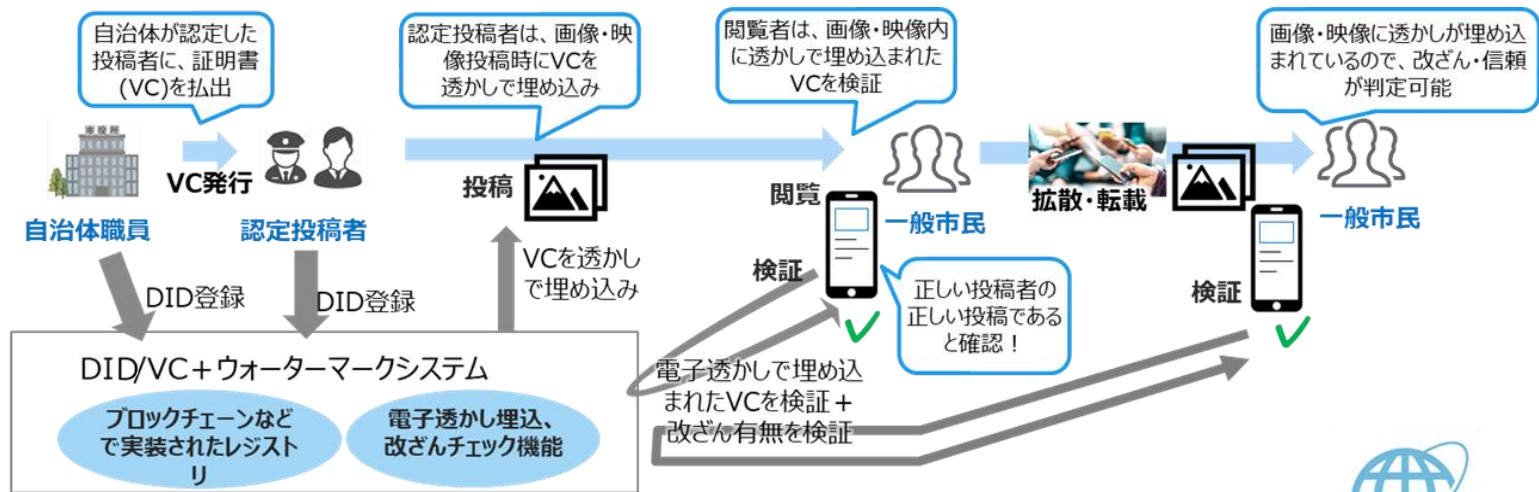 自治体が認定した
投稿者に、証明書
(VC)を払出
認定投稿者は、画像・映
像投稿時にVCを
透かしで埋め込み
閲覧者は、画像・映像内
に透かしで埋め込まれた
VCを検証
画像・映像に透かしが埋め込
まれているので、改ざん・信頼
が判定可能
市役所
VC発行
投稿
閲覧
拡散・転載
自治体職員
認定投稿者
一般市民
一般市民
DID登録
DID登録
VCを透かし
で埋め込み
検証
正しい投稿者の
正しい投稿である
と確認！
検証
DID/VC＋ウォーターマークシステム
ブロックチェーンなど
で実装されたレジスト
リ
電子透かし埋込、
改ざんチェック機能
電子透かしで埋め込
まれたVCを検証＋
改ざん有無を検証